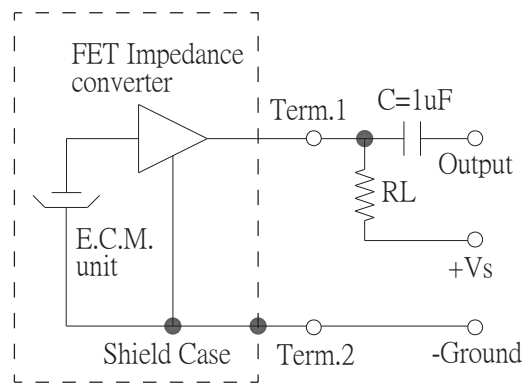 FET Impedance
converter
Term.1
C=1uF
Output
RL
E.C.M.
unit
+Vs
Shield Case
Term.2
-Ground